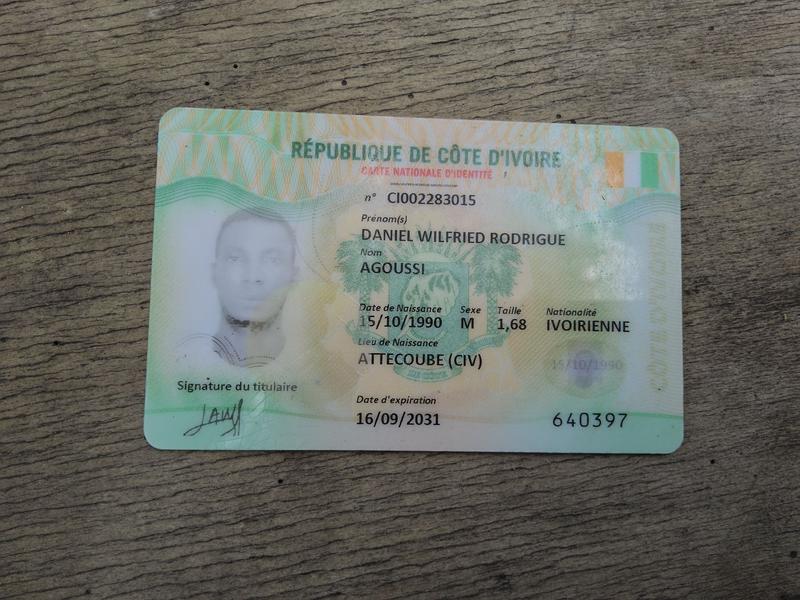 RÉPUBLIQUE DE CÔTE D'IVOIRE
CARTE NATIONALE D'IDENTITÉ
n° CI002283015
Prénom(s)
DANIEL WILFRIED RODRIGUE
Nom
AGOUSSI
Date de Naissance Sexe Taille Nationalité
15/10/1990 M 1,68 IVOIRIENNE
Lieu de Naissance
ATTECOUBE (CIV)
15/10/1990
Signature du titulaire
Date d'expiration
16/09/2031
640397